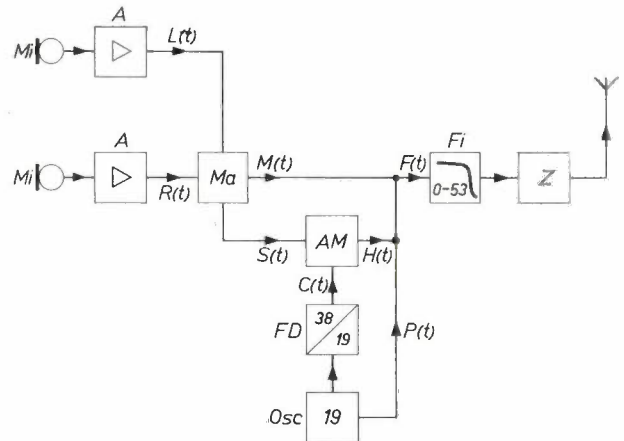 A
Mi
L(t)
A
Mi
R(t)
Ma
M(t)
F(t)
Fi
0-53
Z
S(t)
AM
H(t)
C(t)
FD
38
19
P(t)
Osc
19